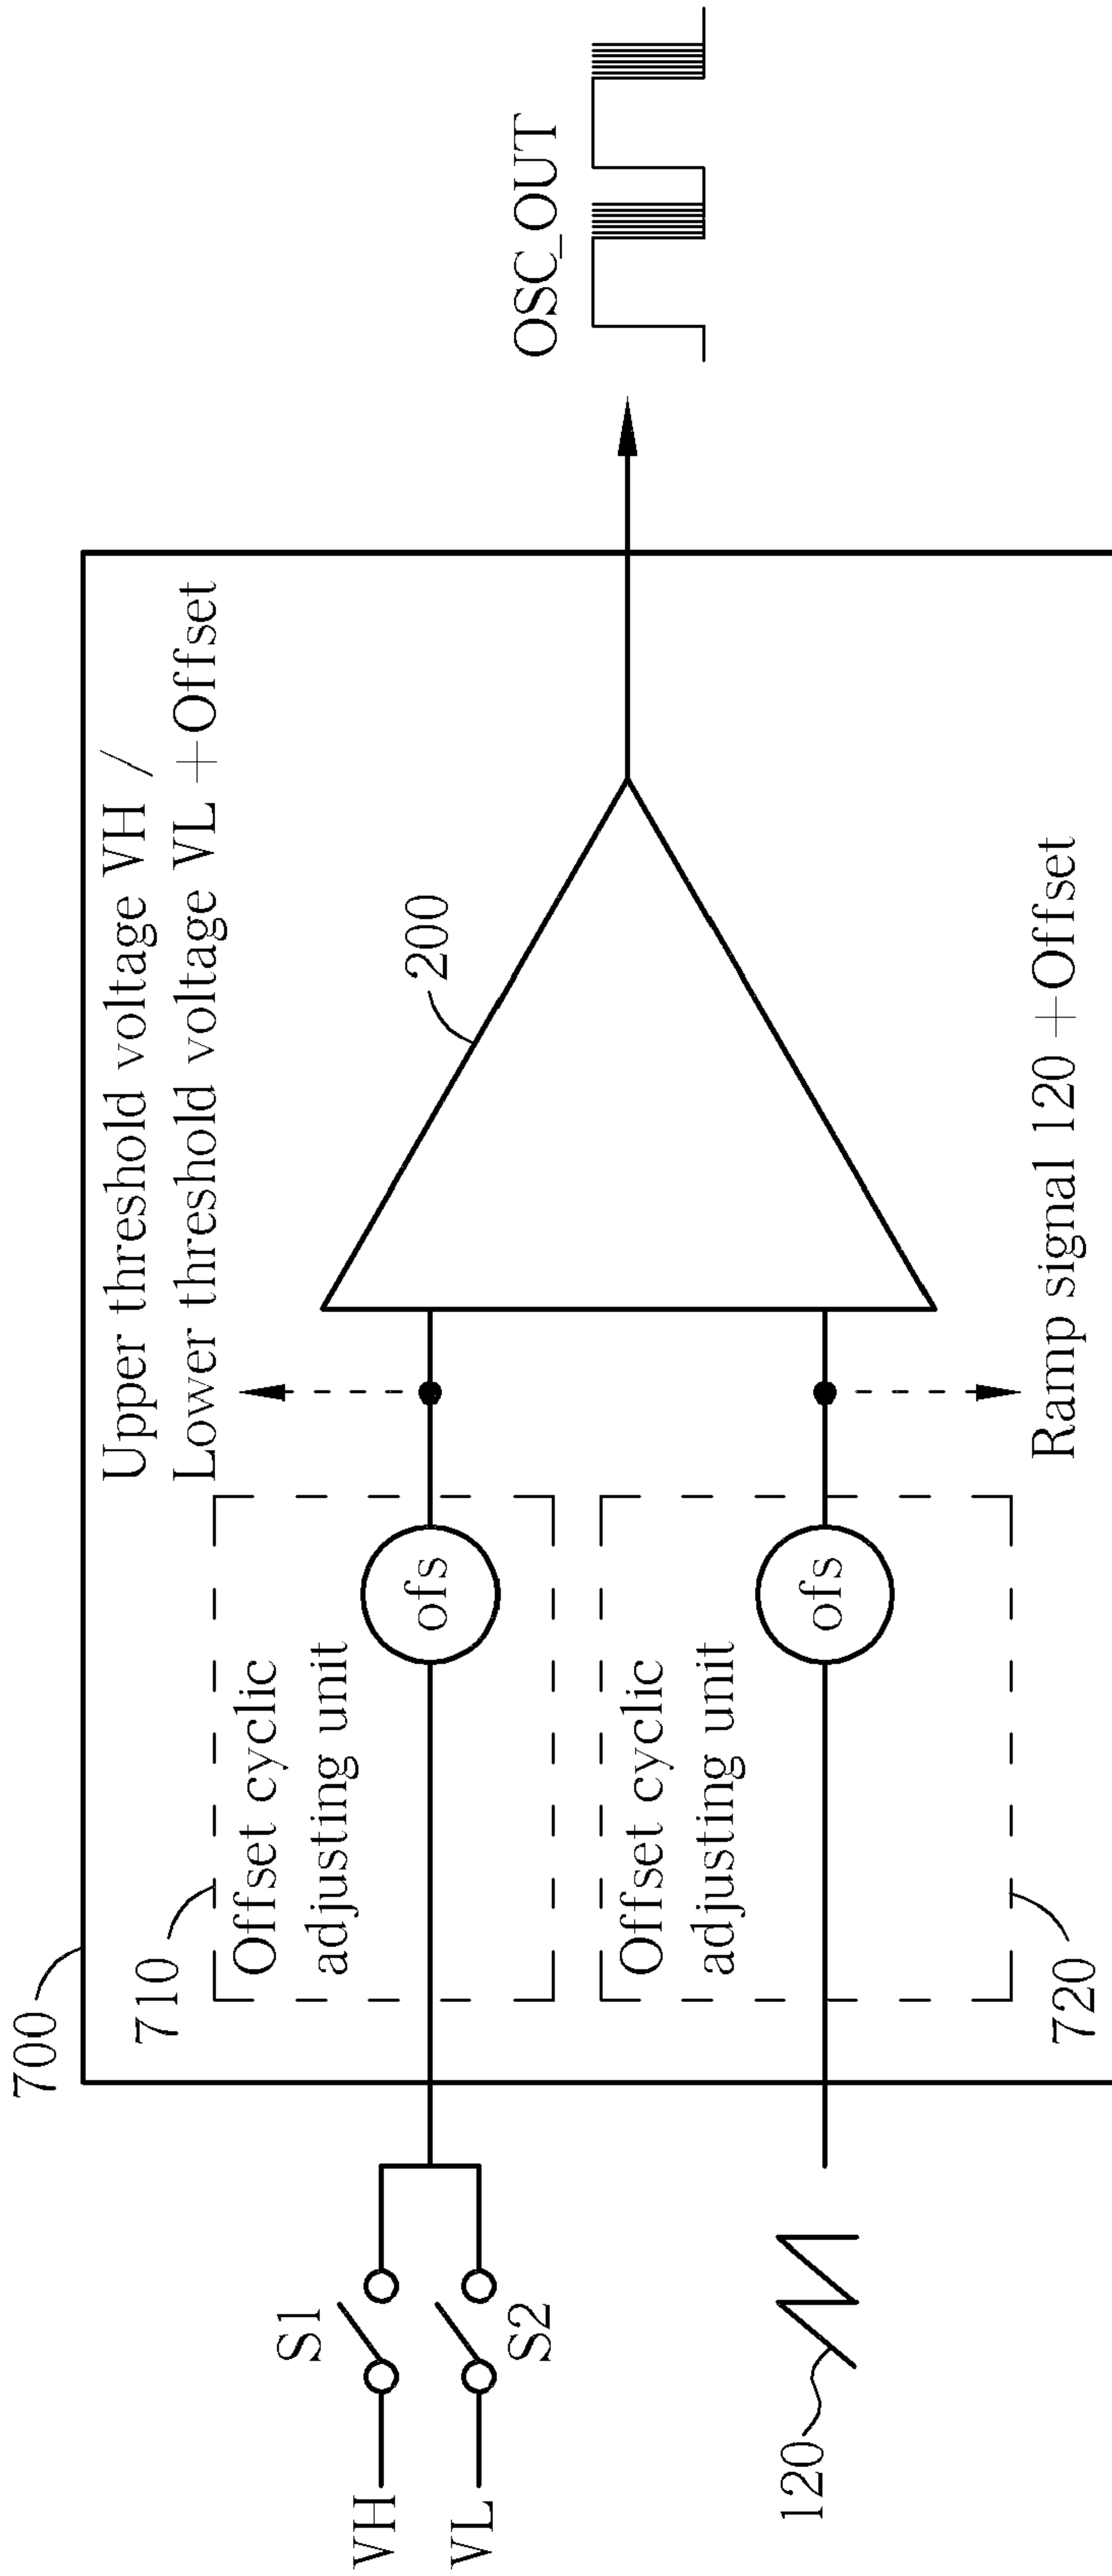 700
Upper threshold voltage VH /
Lower threshold voltage VL +Offset
710
Offset cyclic
adjusting unit
ofs
200
OSC_OUT
S1
VH
VL
S2
Offset cyclic
adjusting unit
ofs
120
720
Ramp signal 120 +Offset